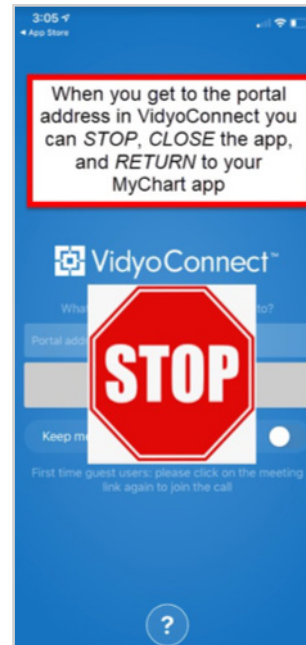 3:05
App Store
When you get to the portal
address in VidyoConnect you
can STOP, CLOSE the app,
and RETURN to your
MyChart app
VidyoConnect™
to?
Portal
STOP
Keep
First time guest users: please click on the meeting
link again to join the call
?